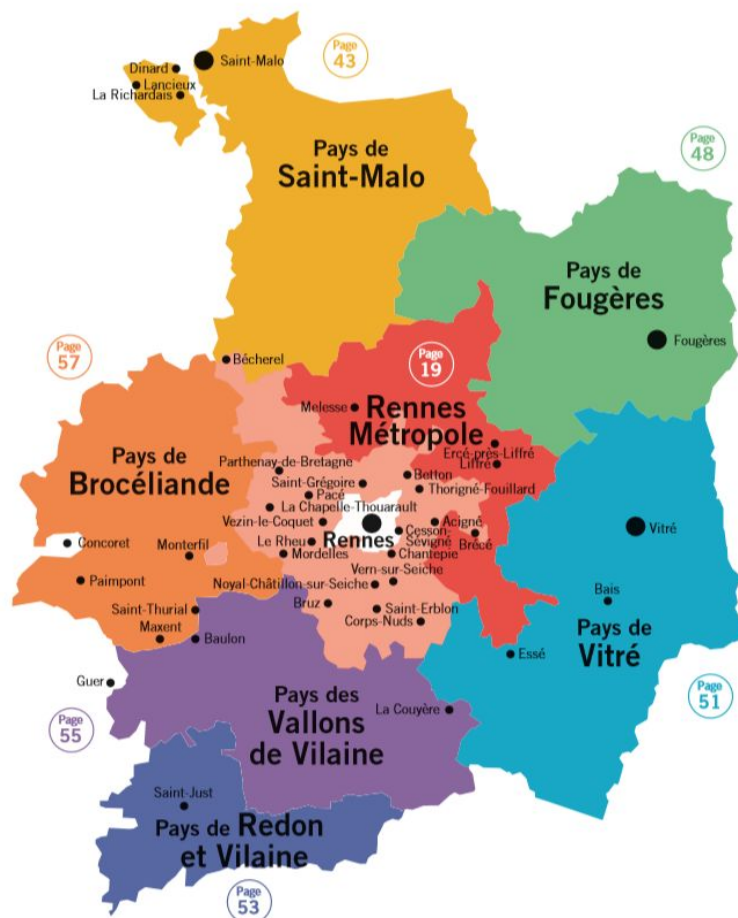 Page
43
Dinard
Saint-Malo
Lancieux
La Richardais
Pays de
Saint-Malo
Page
48
Pays de
Fougères
Fougères
Page
57
Bécherel
Page
19
Melesse
Rennes
Métropole
Ercé-près-Liffré
Liffré
Pays de
Brocéliande
Parthenay-de-Bretagne
Betton
Saint-Grégoire
Thorigné-Fouillard
Pacé
La Chapelle-Thouarault
Vezin-le-Coquet
Rennes
Cesson-
Sévigné
Acigné
Brécé
Vitré
Concoret
Monterfil
Le Rheu
Mordelles
Chantepie
Vern-sur-Seiche
Paimpont
Noyal-Châtillon-sur-Seiche
Bais
Saint-Thurial
Bruz
Saint-Erblon
Corps-Nuds
Maxent
Baulon
Pays de
Vitré
Essé
Guer
Pays des
Vallons
de Vilaine
La Couyère
Page
51
Page
55
Saint-Just
Pays de Redon
et Vilaine
Page
53